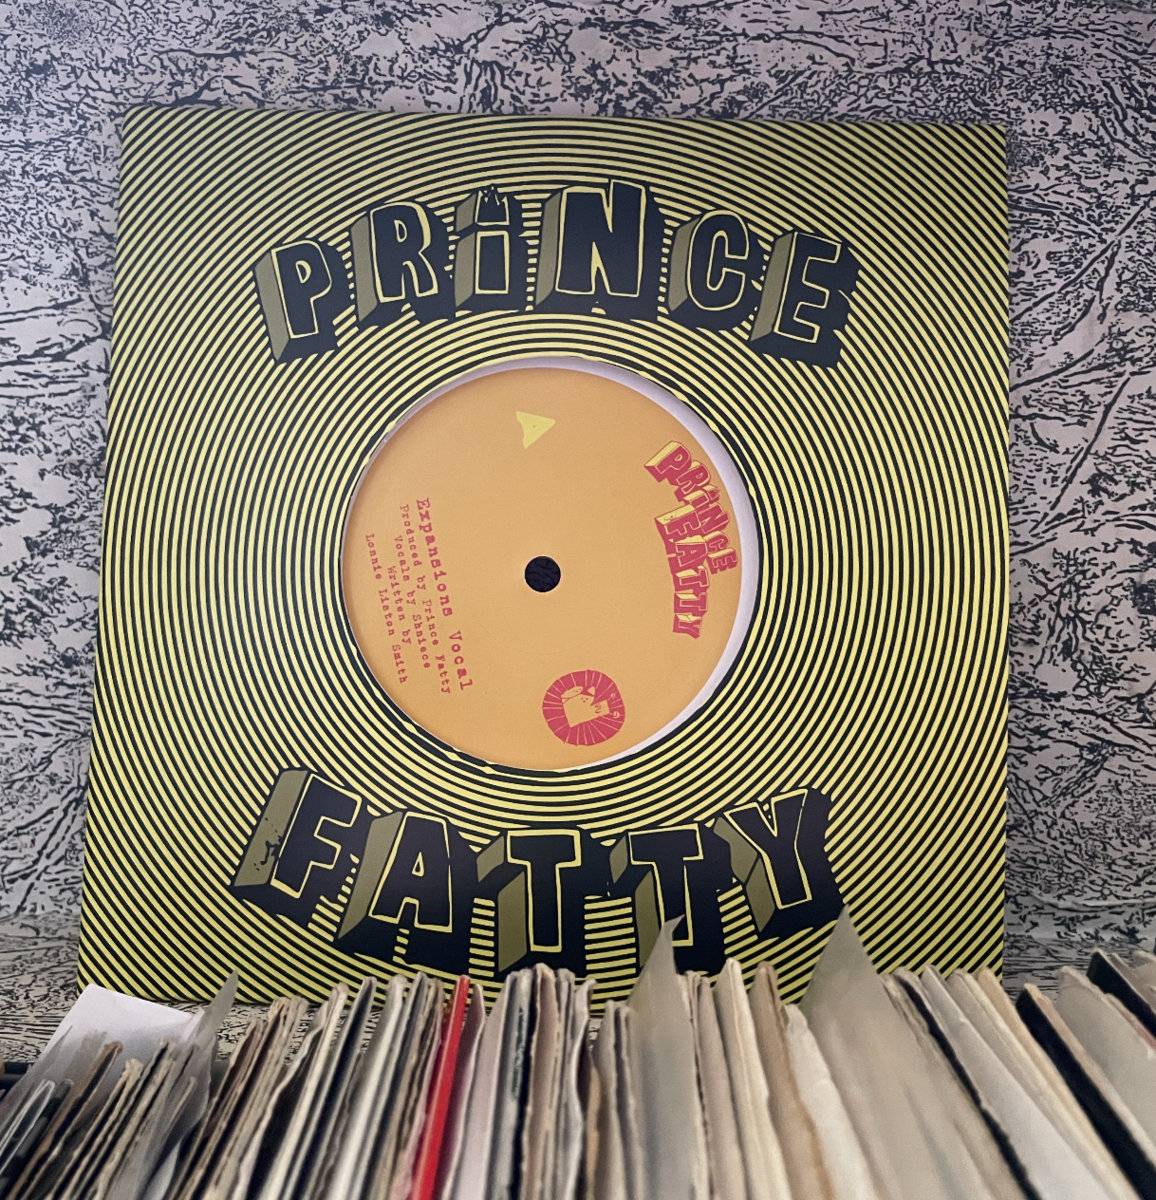 PRiNCE
PRiNCE
FATTY
Expansions Vocal
Produced by Prince Fatty
Vocals by Shniece
Written by
Lonnie Liston Smith
FATTY